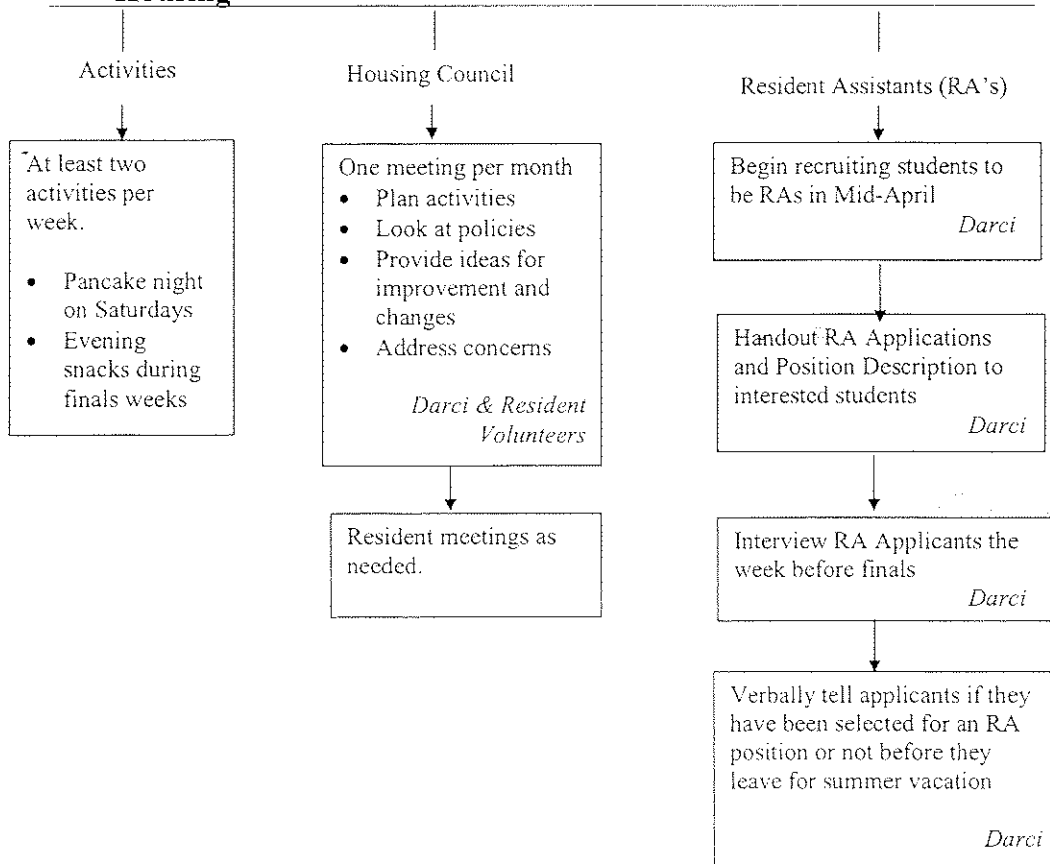 Housing
Activities
At least two
activities per
week.
• Pancake night
on Saturdays
• Evening
snacks during
finals weeks
Housing Council
One meeting per month
• Plan activities
• Look at policies
• Provide ideas for
improvement and
changes
• Address concerns
Darci & Resident
Volunteers
Resident meetings as
needed.
Resident Assistants (RA's)
Begin recruiting students to
be RAs in Mid-April
Darci
Handout RA Applications
and Position Description to
interested students
Darci
Interview RA Applicants the
week before finals
Darci
Verbally tell applicants if they
have been selected for an RA
position or not before they
leave for summer vacation
Darci